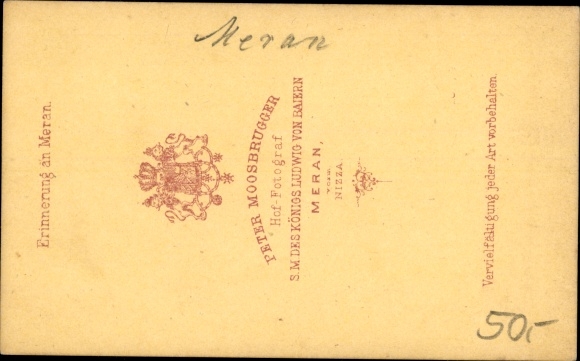 Meran
Erinnerung an Meran.
PETER MOOSBRUGGER
Hof-Fotograf
S. M. DES KÖNIGS LUDWIG VON BAIERN
MERAN,
vorm.
NIZZA.
Vervielfältigung jeder Art vorbehalten.
50,-